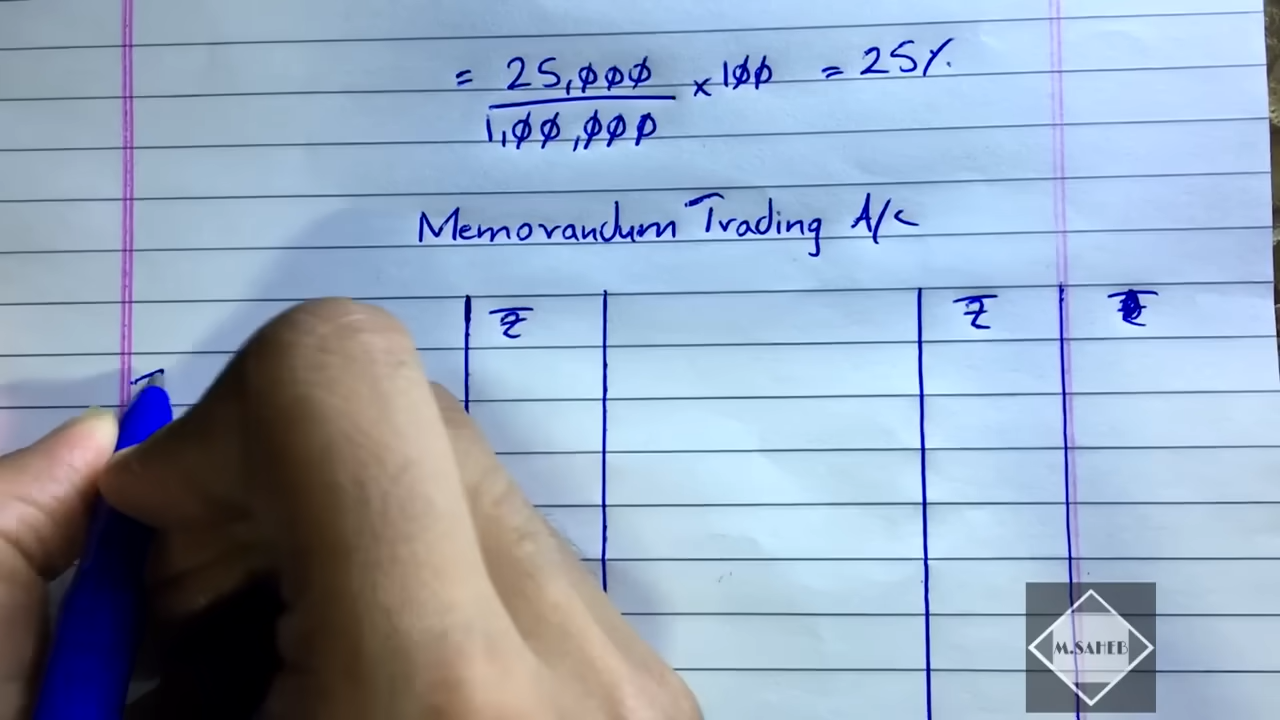 = 25,000 × 100 = 25%.
1,00,000
Memorandum Trading A/c
₹ ₹
M.SAHEB